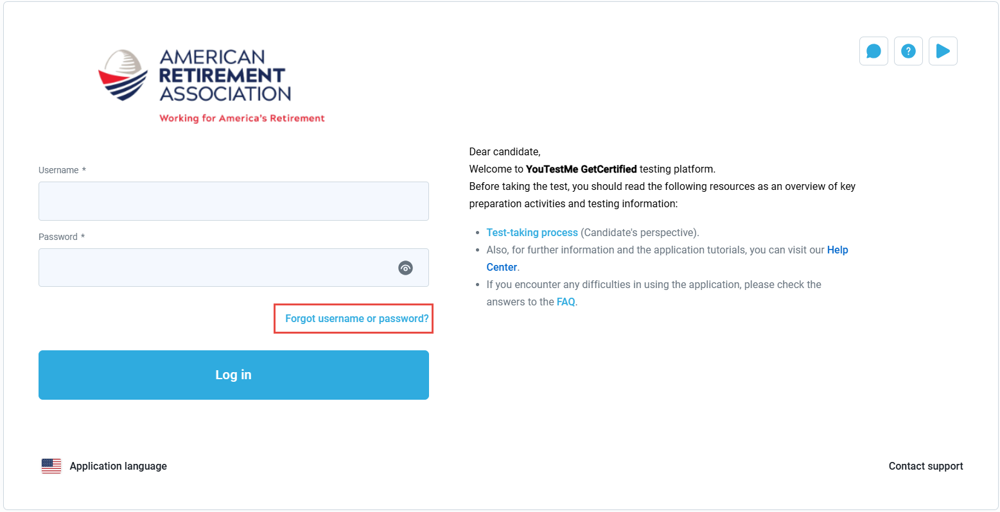 AMERICAN
RETIREMENT
ASSOCIATION
Working for America's Retirement
?
Username *
Password *
Forgot username or password?
Log in
Dear candidate,
Welcome to YouTestMe GetCertified testing platform.
Before taking the test, you should read the following resources as an overview of key
preparation activities and testing information:
• Test-taking process (Candidate's perspective).
• Also, for further information and the application tutorials, you can visit our Help
Center.
• If you encounter any difficulties in using the application, please check the
answers to the FAQ.
Application language
Contact support